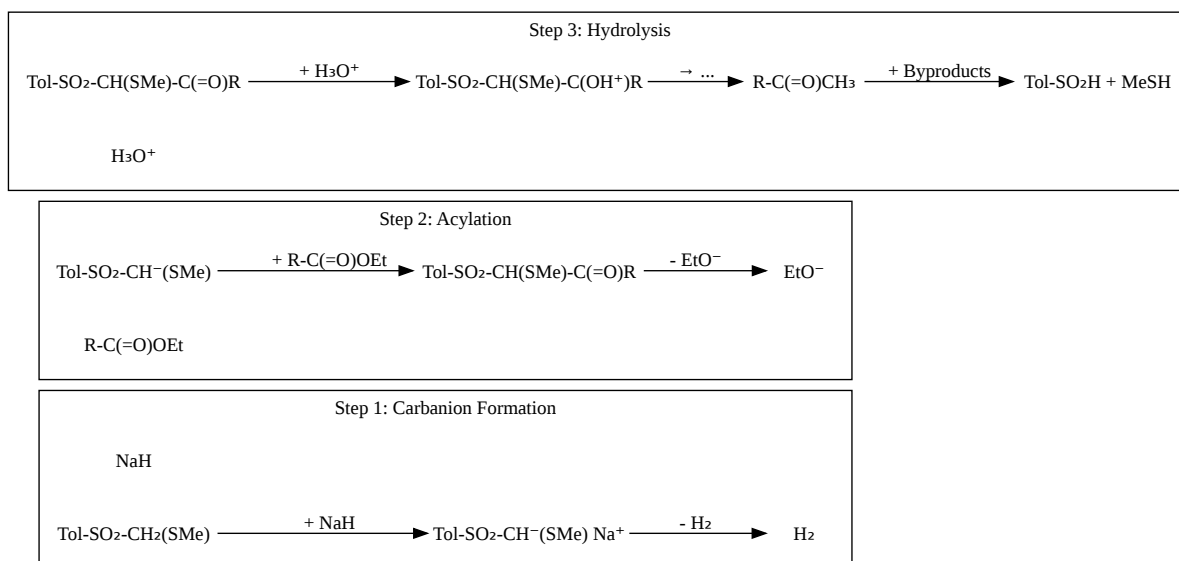 Step 3: Hydrolysis
Tol-SO₂-CH(SMe)-C(=O)R
+ H₃O⁺
Tol-SO₂-CH(SMe)-C(OH⁺)R
→ ...
R-C(=O)CH₃
+ Byproducts
Tol-SO₂H + MeSH
H₃O⁺
Step 2: Acylation
Tol-SO₂-CH⁻(SMe)
+ R-C(=O)OEt
Tol-SO₂-CH(SMe)-C(=O)R
- EtO⁻
EtO⁻
R-C(=O)OEt
Step 1: Carbanion Formation
NaH
Tol-SO₂-CH₂(SMe)
+ NaH
Tol-SO₂-CH⁻(SMe) Na⁺
- H₂
H₂